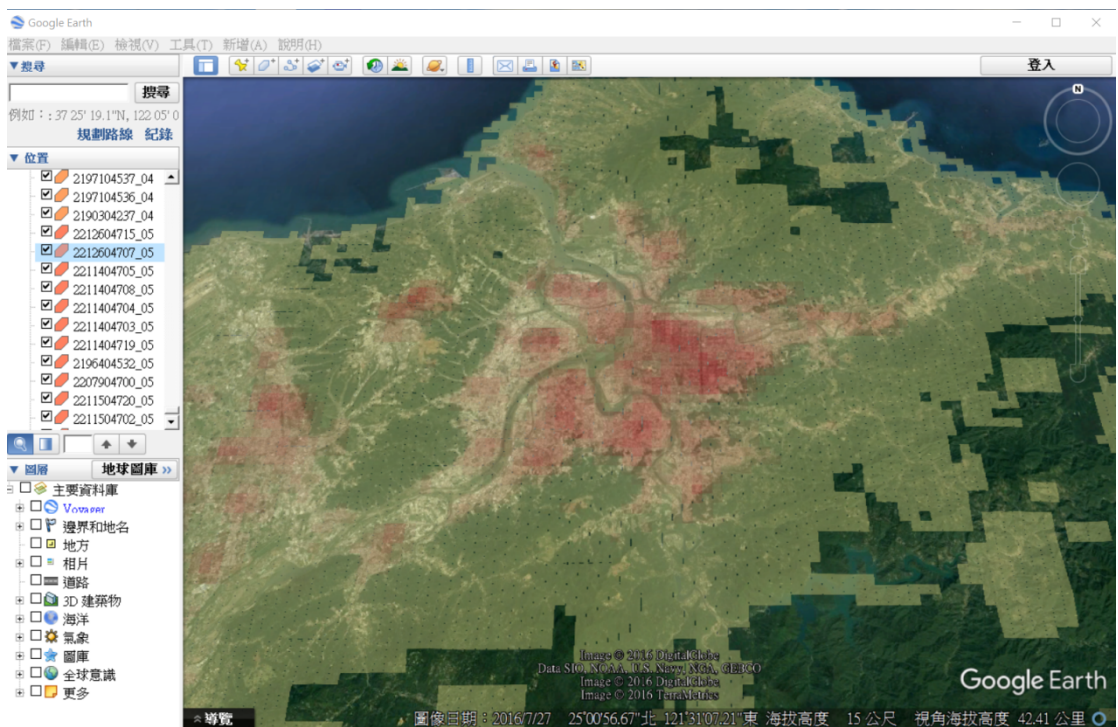 Google Earth
檔案(F) 編輯(E) 檢視(V) 工具(T) 新增(A) 說明(H)
▼搜尋
登入
搜尋
例如：: 37 25' 19.1"N, 122 05' 0
規劃路線 紀錄
▼ 位置
2197104537_04
2197104536_04
2190304237_04
2212604715_05
2212604707_05
2211404705_05
2211404708_05
2211404704_05
2211404703_05
2211404719_05
2196404532_05
2207904700_05
2211504720_05
2211504702_05
▼ 圖層
地球圖庫 »
主要資料庫
Voyager
邊界和地名
地方
相片
道路
3D 建築物
海洋
氣象
圖庫
全球意識
更多
N
Image © 2016 DigitalGlobe
Data SIO, NOAA, U.S. Navy, NGA, GEBCO
Image © 2016 DigitalGlobe
Image © 2016 TerraMetrics
Google Earth
導覽
圖像日期：2016/7/27 25°00'56.67"北 121°31'07.21"東 海拔高度 15 公尺 視角海拔高度 42.41 公里